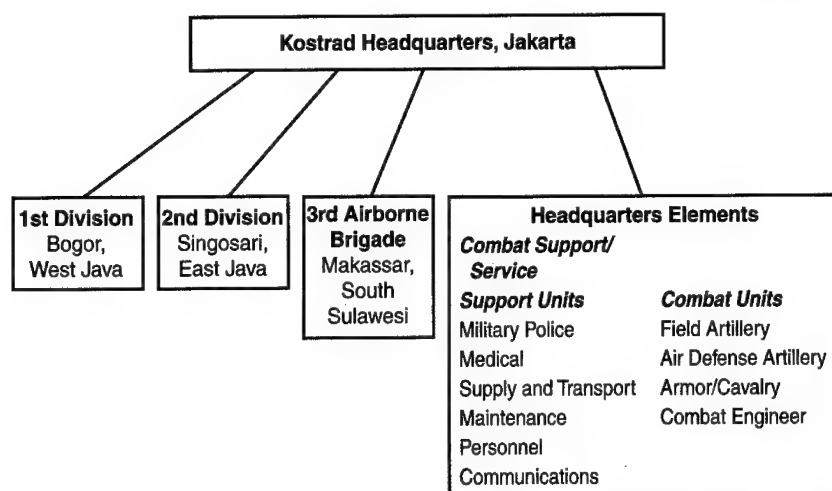 Kostrad Headquarters, Jakarta
1st Division
Bogor,
West Java
2nd Division
Singosari,
East Java
3rd Airborne
Brigade
Makassar,
South
Sulawesi
Headquarters Elements
Combat Support/
Service
Support Units
Military Police
Medical
Supply and Transport
Maintenance
Personnel
Communications
Combat Units
Field Artillery
Air Defense Artillery
Armor/Cavalry
Combat Engineer